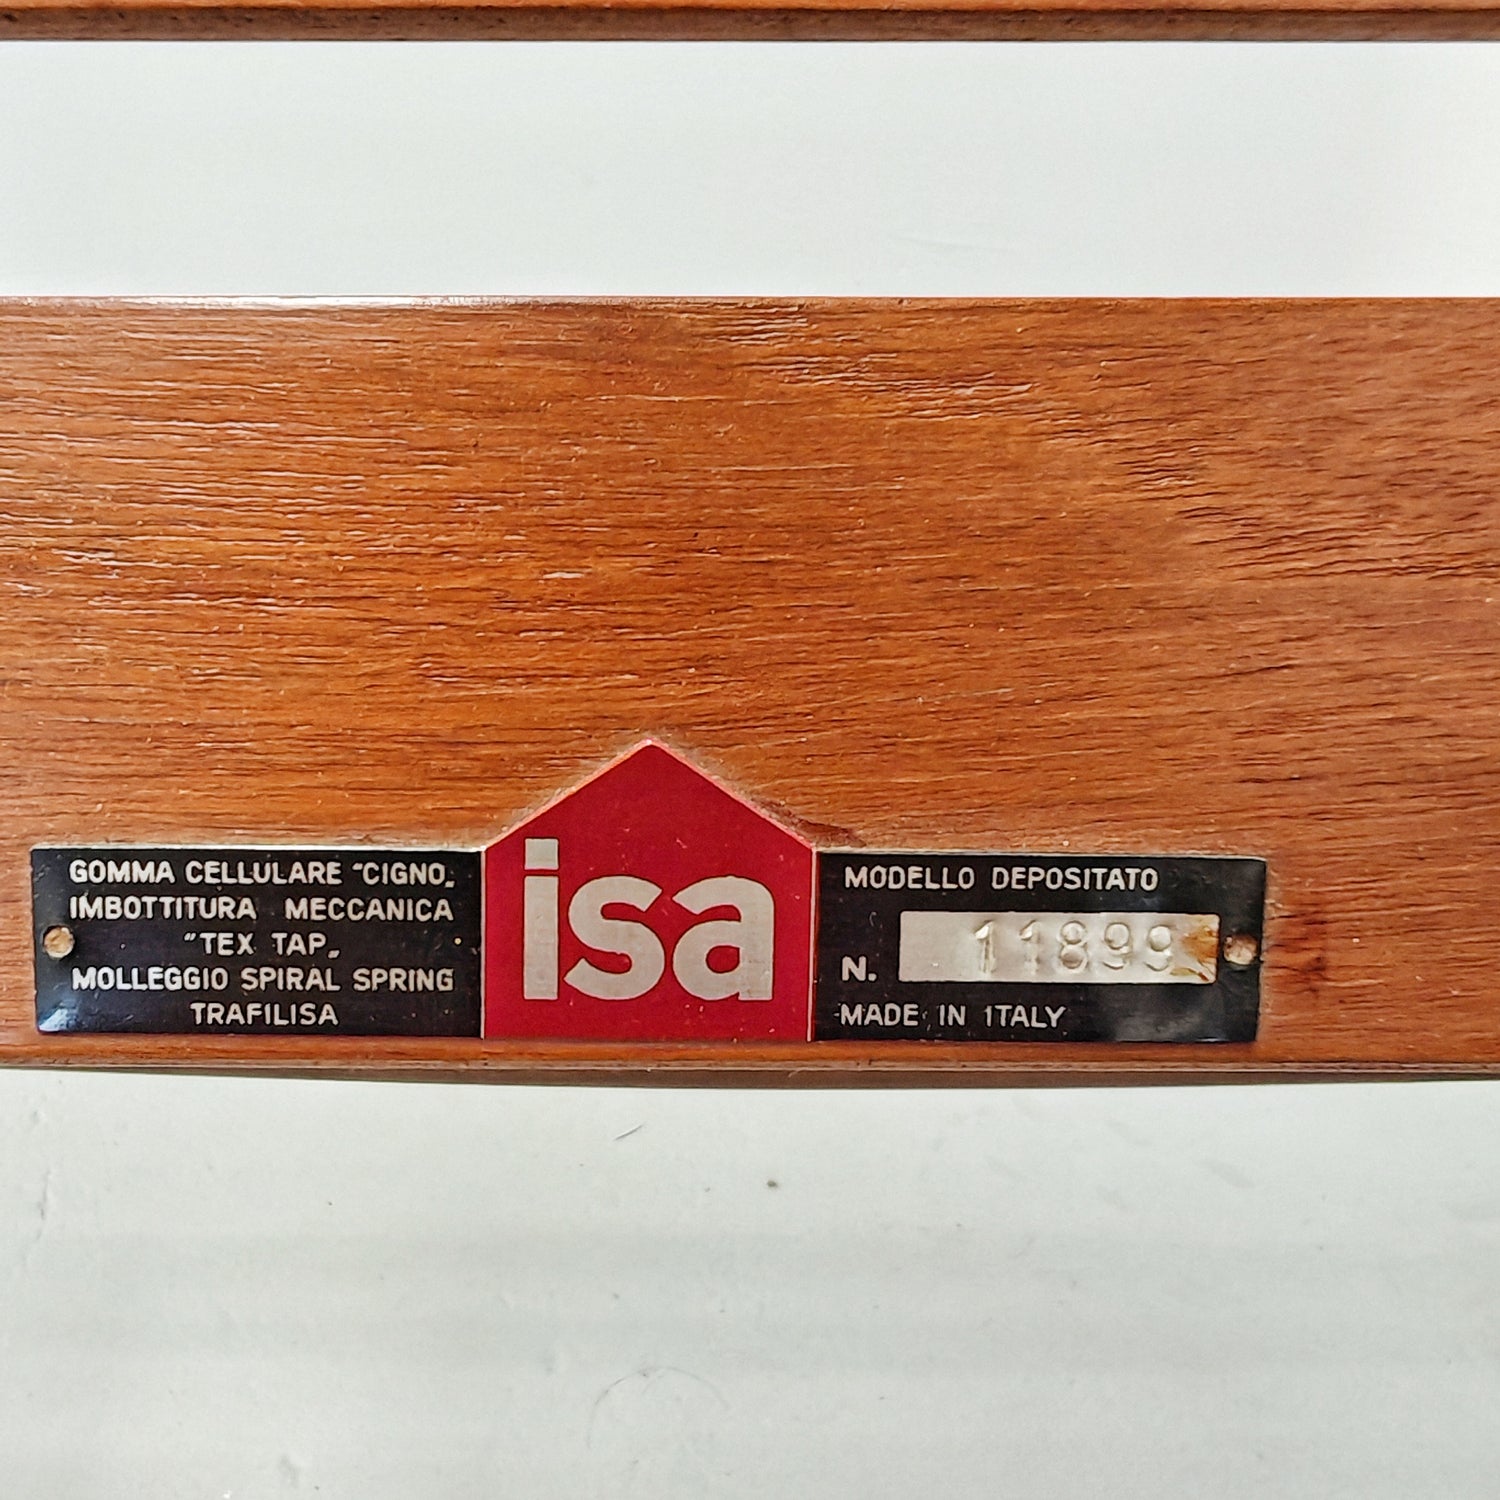 GOMMA CELLULARE "CIGNO„
IMBOTTITURA MECCANICA
"TEX TAP„
MOLLEGGIO SPIRAL SPRING
TRAFILISA
isa
MODELLO DEPOSITATO
N. 11899
MADE IN ITALY